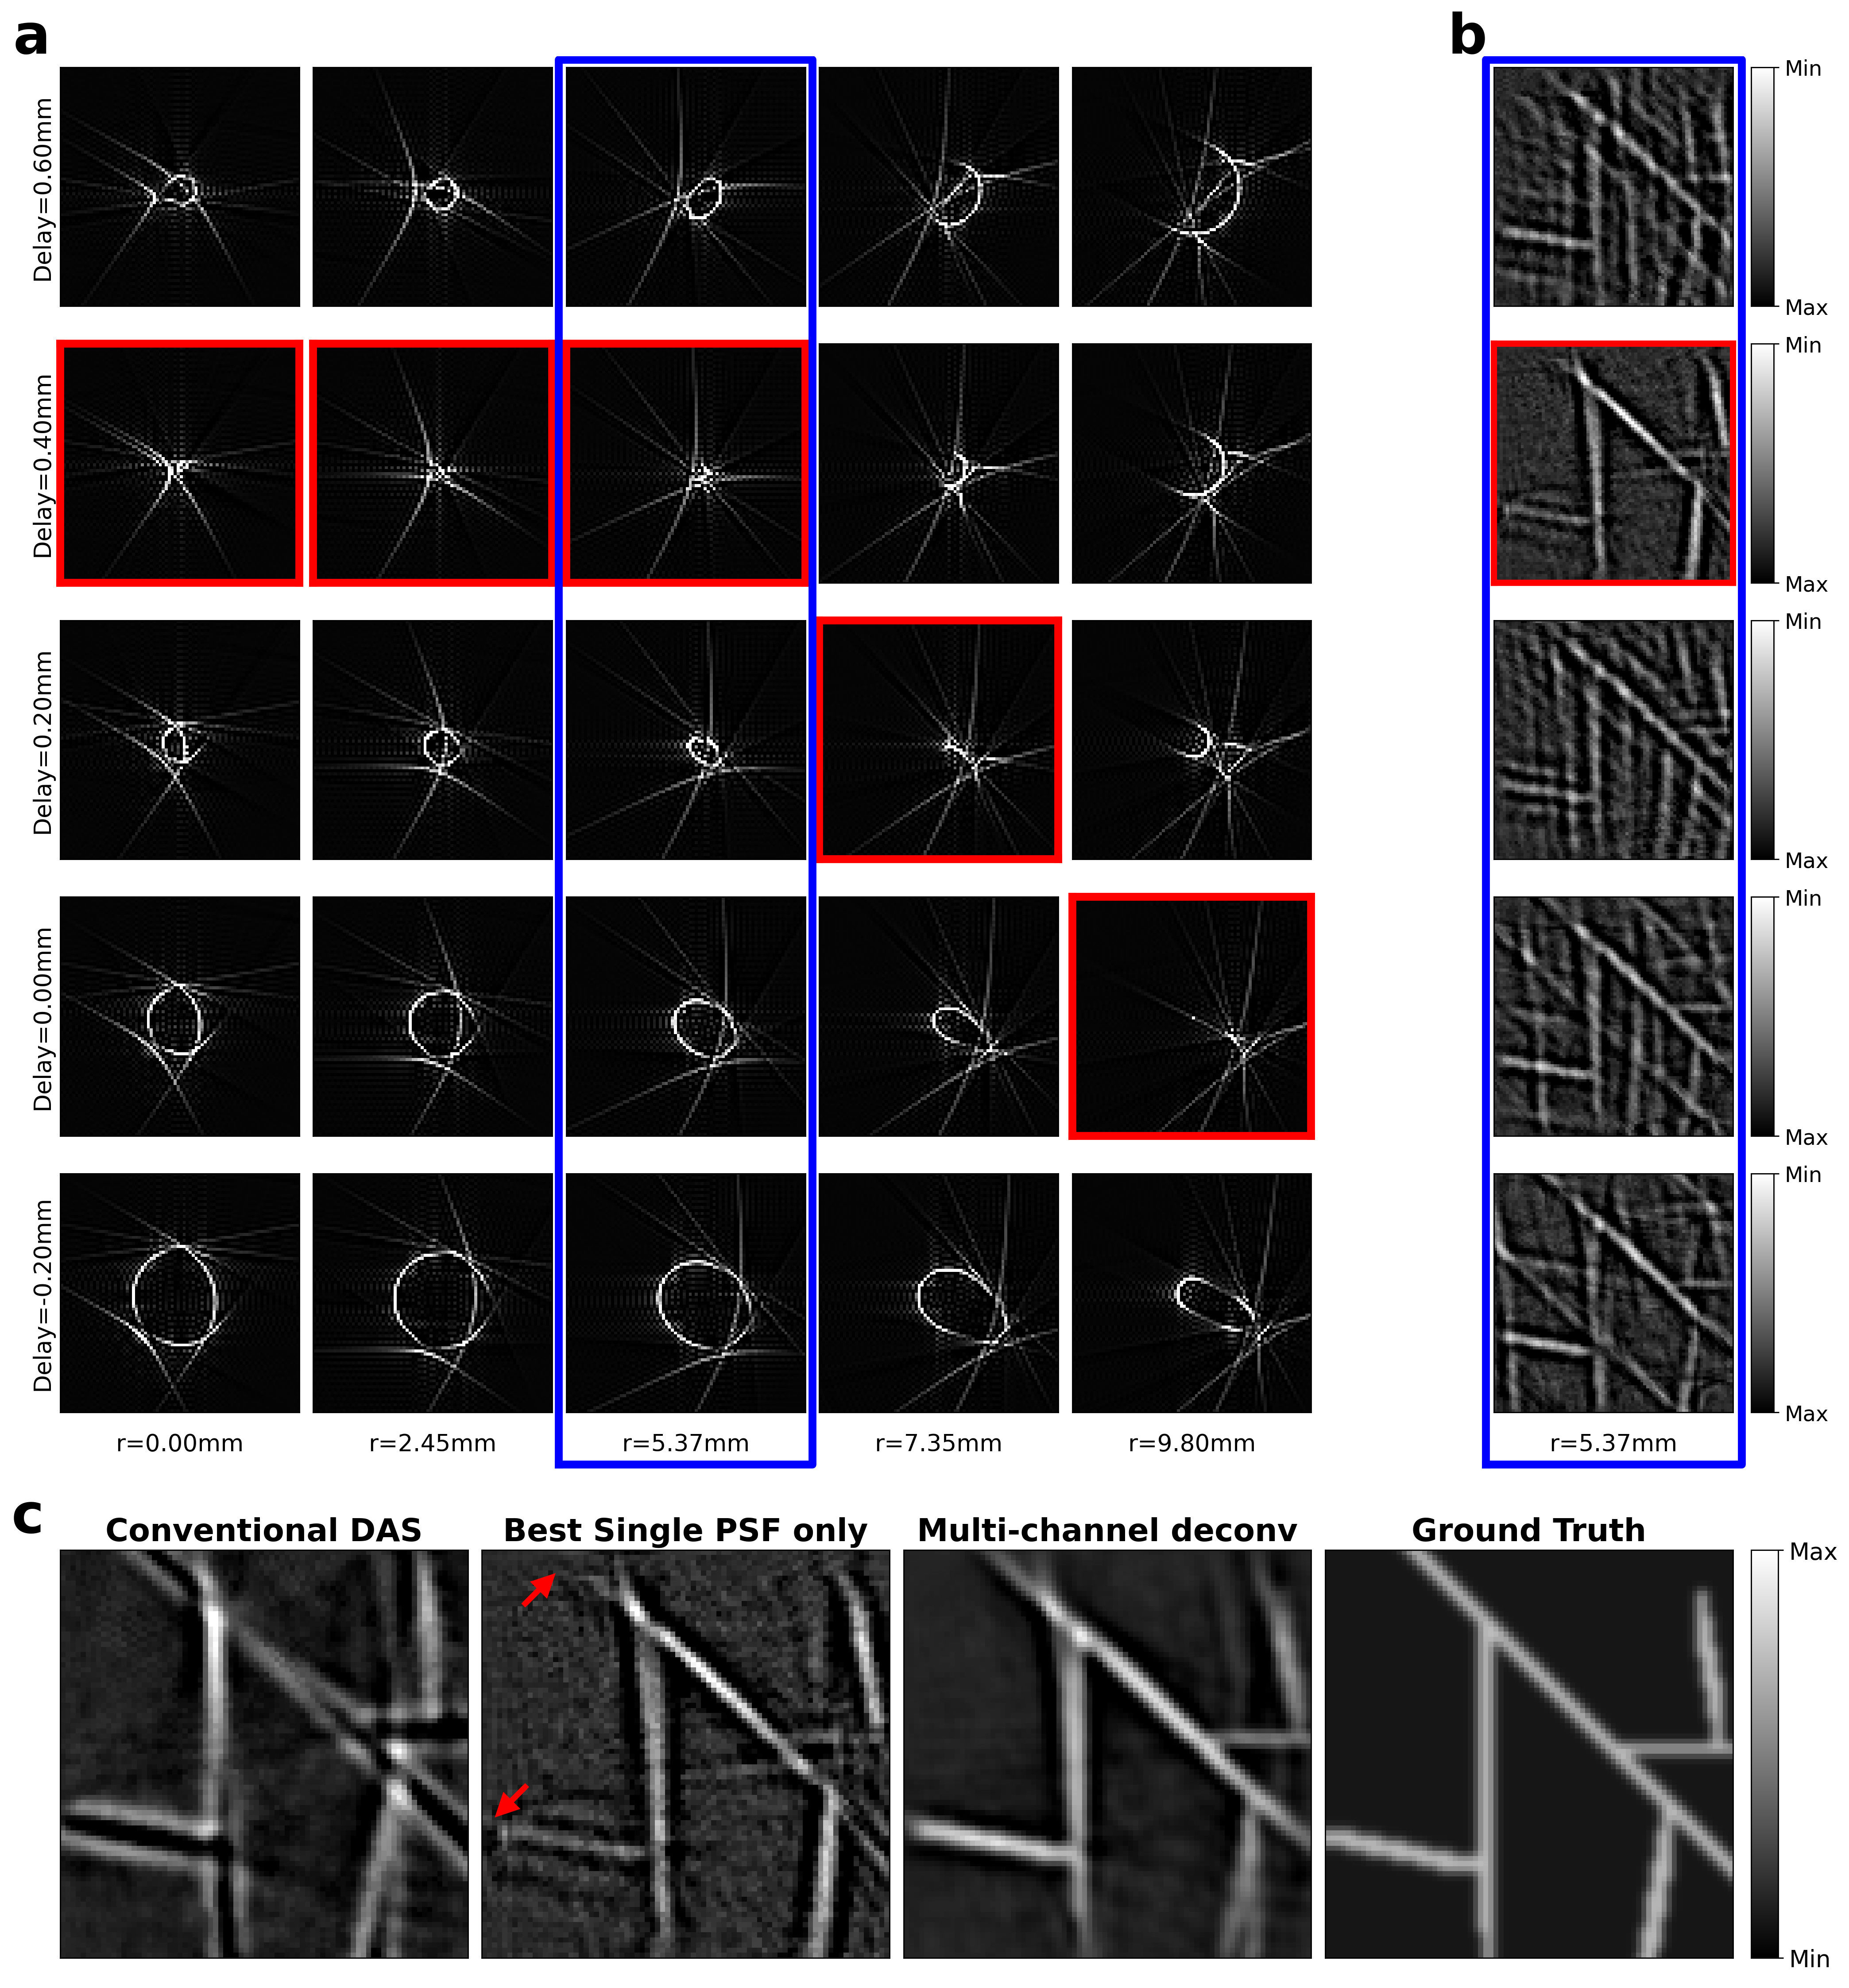 a
b
Delay=0.60mm
Min
Max
Delay=0.40mm
Min
Max
Delay=0.20mm
Min
Max
Delay=0.00mm
Min
Max
Delay=-0.20mm
Min
Max
r=0.00mm
r=2.45mm
r=5.37mm
r=7.35mm
r=9.80mm
r=5.37mm
c
Conventional DAS
Best Single PSF only
Multi-channel deconv
Ground Truth
Max
Min